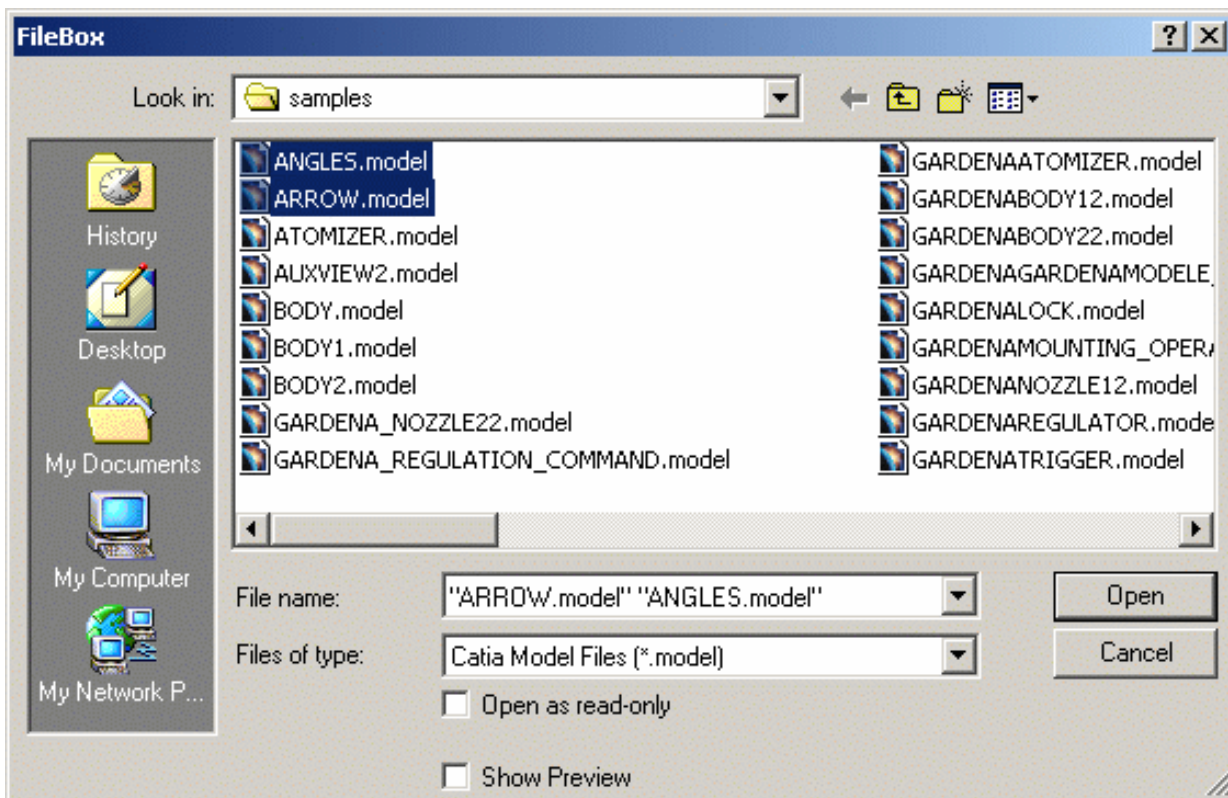 FileBox
Look in: samples
History
Desktop
My Documents
My Computer
My Network P...
ANGLES.model
ARROW.model
ATOMIZER.model
AUXVIEW2.model
BODY.model
BODY1.model
BODY2.model
GARDENA_NOZZLE22.model
GARDENA_REGULATION_COMMAND.model
GARDENAATOMIZER.model
GARDENABODY12.model
GARDENABODY22.model
GARDENAGARDENAMODELE_
GARDENALOCK.model
GARDENAMOUNTING_OPERA
GARDENANOZZLE12.model
GARDENAREGULATOR.mode
GARDENATRIGGER.model
File name: "ARROW.model" "ANGLES.model" Open
Files of type: Catia Model Files (*.model) Cancel
Open as read-only
Show Preview